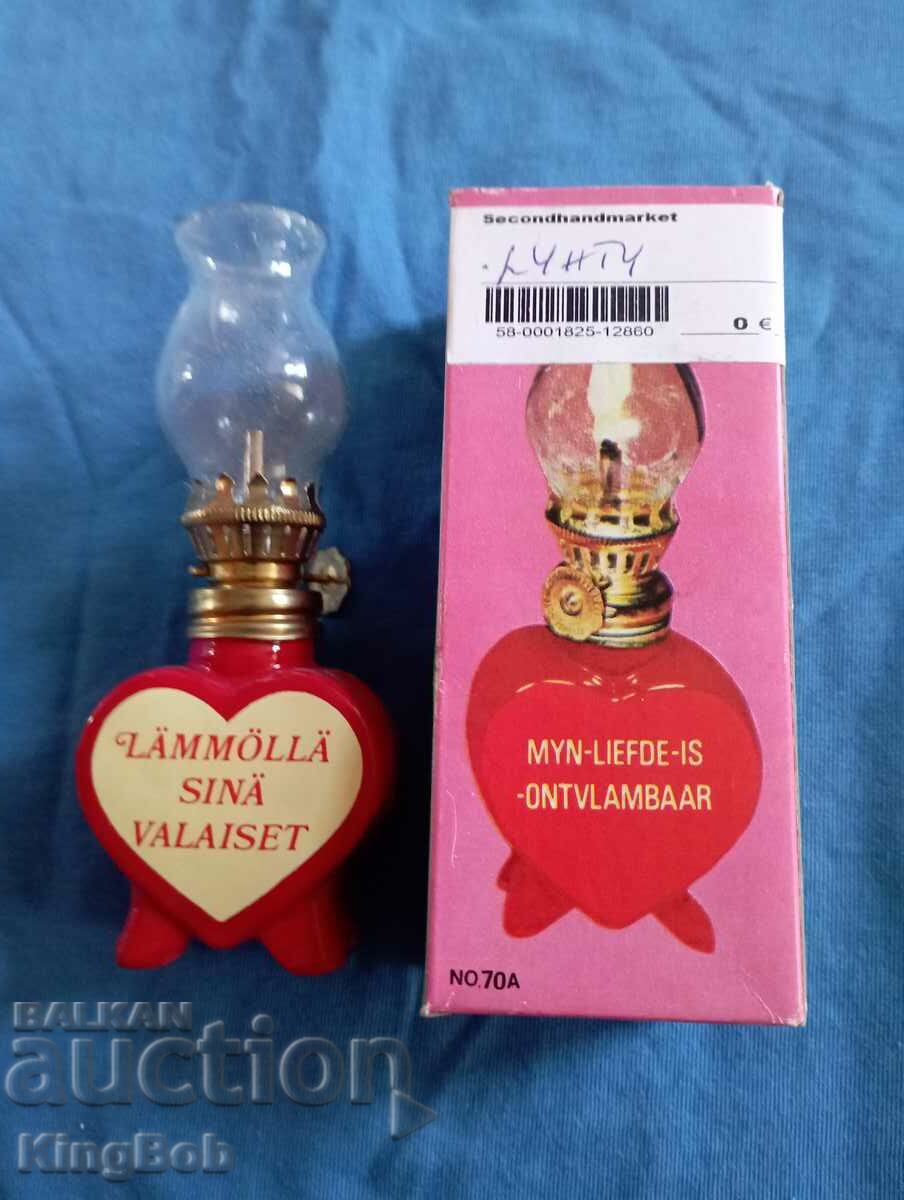 Secondhandmarket
LYHTY
58-0001825-12860
0 €
LÄMMÖLLÄ
SINÄ
VALAISET
MYN-LIEFDE-IS
-ONTVLAMBAAR
NO.70A
BALKAN
auction
KingBob